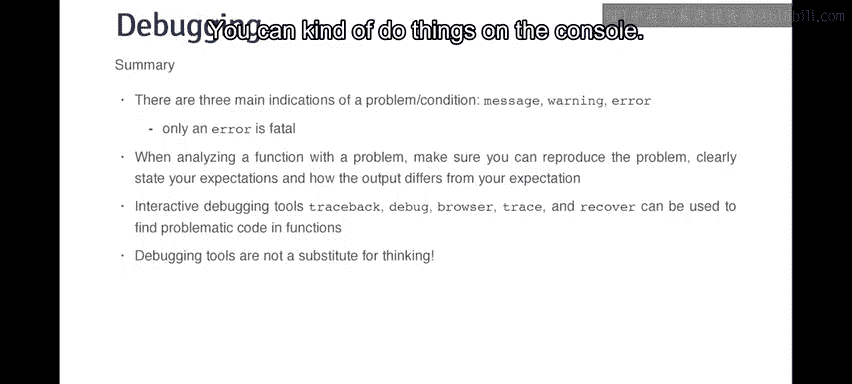 Debugging
You can kind of do things on the console.
Summary
· There are three main indications of a problem/condition: message, warning, error
- only an error is fatal
· When analyzing a function with a problem, make sure you can reproduce the problem, clearly
state your expectations and how the output differs from your expectation
· Interactive debugging tools traceback, debug, browser, trace, and recover can be used to
find problematic code in functions
· Debugging tools are not a substitute for thinking!